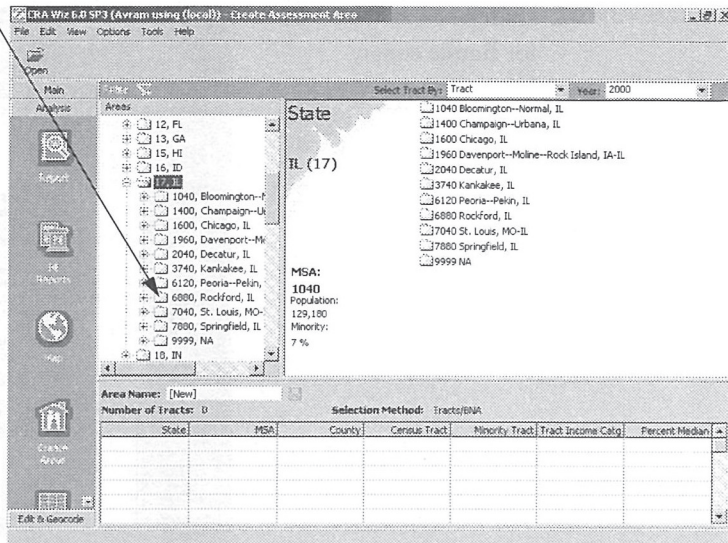 CRA Wiz 6.0 SP3 (Avram using (local)) - Create Assessment Area
File Edit View Options Tools Help
Open
Main
Filter
Select Tract By: Tract
Year: 2000
Analysis
Areas
12, FL
13, GA
15, HI
16, ID
17, IL
1040, Bloomington--N
1400, Champaign--U
1600, Chicago, IL
1960, Davenport--M
2040, Decatur, IL
3740, Kankakee, IL
6120, Peoria--Pekin,
6880, Rockford, IL
7040, St. Louis, MO-
7880, Springfield, IL
9999, NA
18, IN
State
IL (17)
MSA:
1040
Population:
129,180
Minority:
7 %
1040 Bloomington--Normal, IL
1400 Champaign--Urbana, IL
1600 Chicago, IL
1960 Davenport--Moline--Rock Island, IA-IL
2040 Decatur, IL
3740 Kankakee, IL
6120 Peoria--Pekin, IL
6880 Rockford, IL
7040 St. Louis, MO-IL
7880 Springfield, IL
9999 NA
Report
Reports
Map
Create
Areas
Edit & Geocode
Area Name: [New]
Number of Tracts: 0
Selection Method: Tracts/BNA
State MSA County Census Tract Minority Tract Tract Income Catg Percent Median